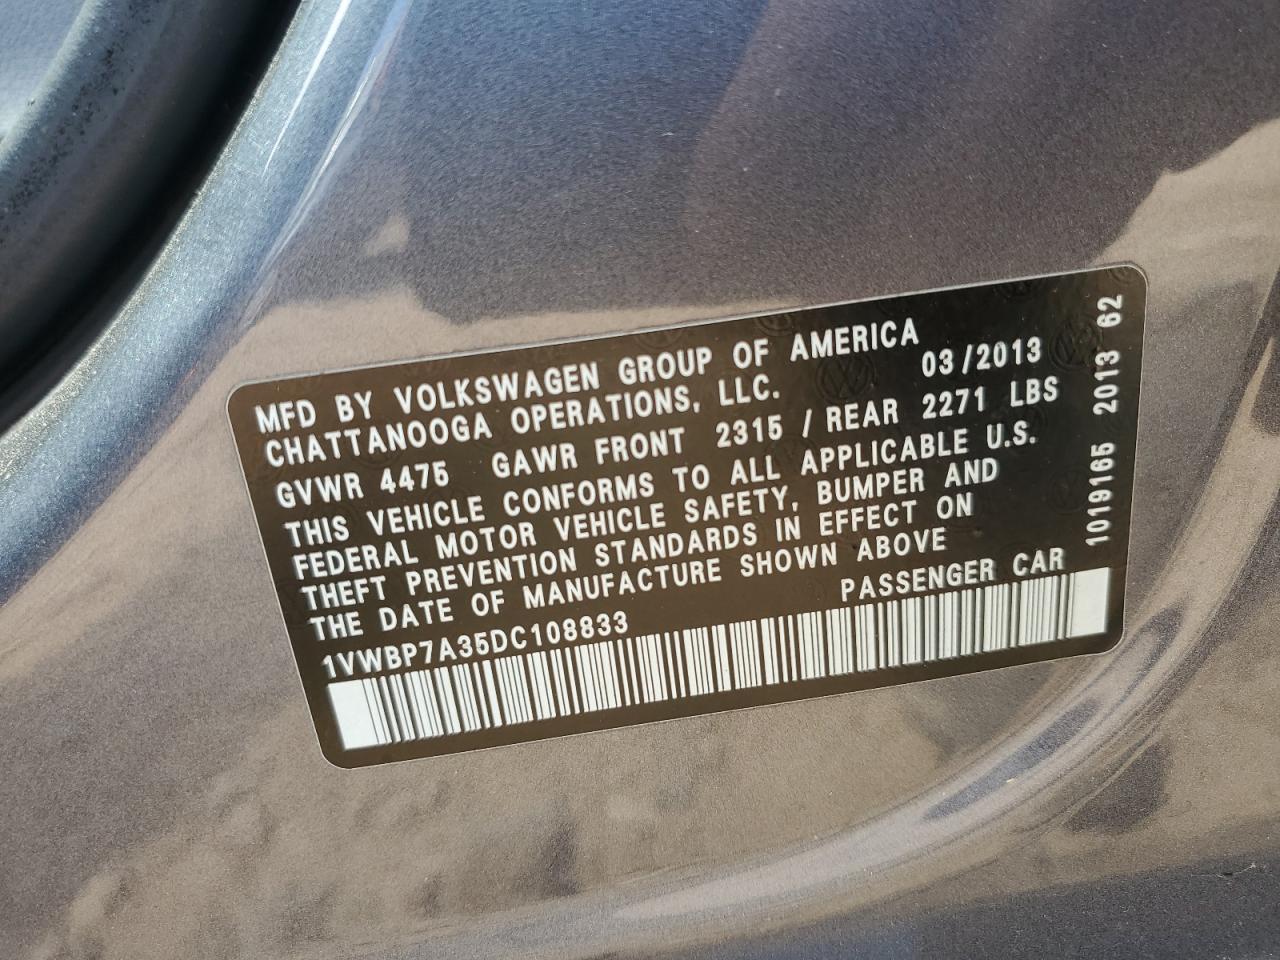 MFD BY VOLKSWAGEN GROUP OF AMERICA
CHATTANOOGA OPERATIONS, LLC. 03/2013
GVWR 4475 GAWR FRONT 2315 / REAR 2271 LBS
THIS VEHICLE CONFORMS TO ALL APPLICABLE U.S.
FEDERAL MOTOR VEHICLE SAFETY, BUMPER AND
THEFT PREVENTION STANDARDS IN EFFECT ON
THE DATE OF MANUFACTURE SHOWN ABOVE
1VWBP7A35DC108833 PASSENGER CAR
1019165 2013 62